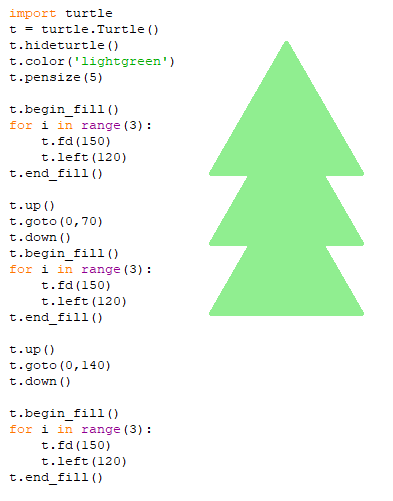 import turtle
t = turtle.Turtle()
t.hideturtle()
t.color('lightgreen')
t.pensize(5)

t.begin_fill()
for i in range(3):
    t.fd(150)
    t.left(120)
t.end_fill()

t.up()
t.goto(0,70)
t.down()
t.begin_fill()
for i in range(3):
    t.fd(150)
    t.left(120)
t.end_fill()

t.up()
t.goto(0,140)
t.down()

t.begin_fill()
for i in range(3):
    t.fd(150)
    t.left(120)
t.end_fill()